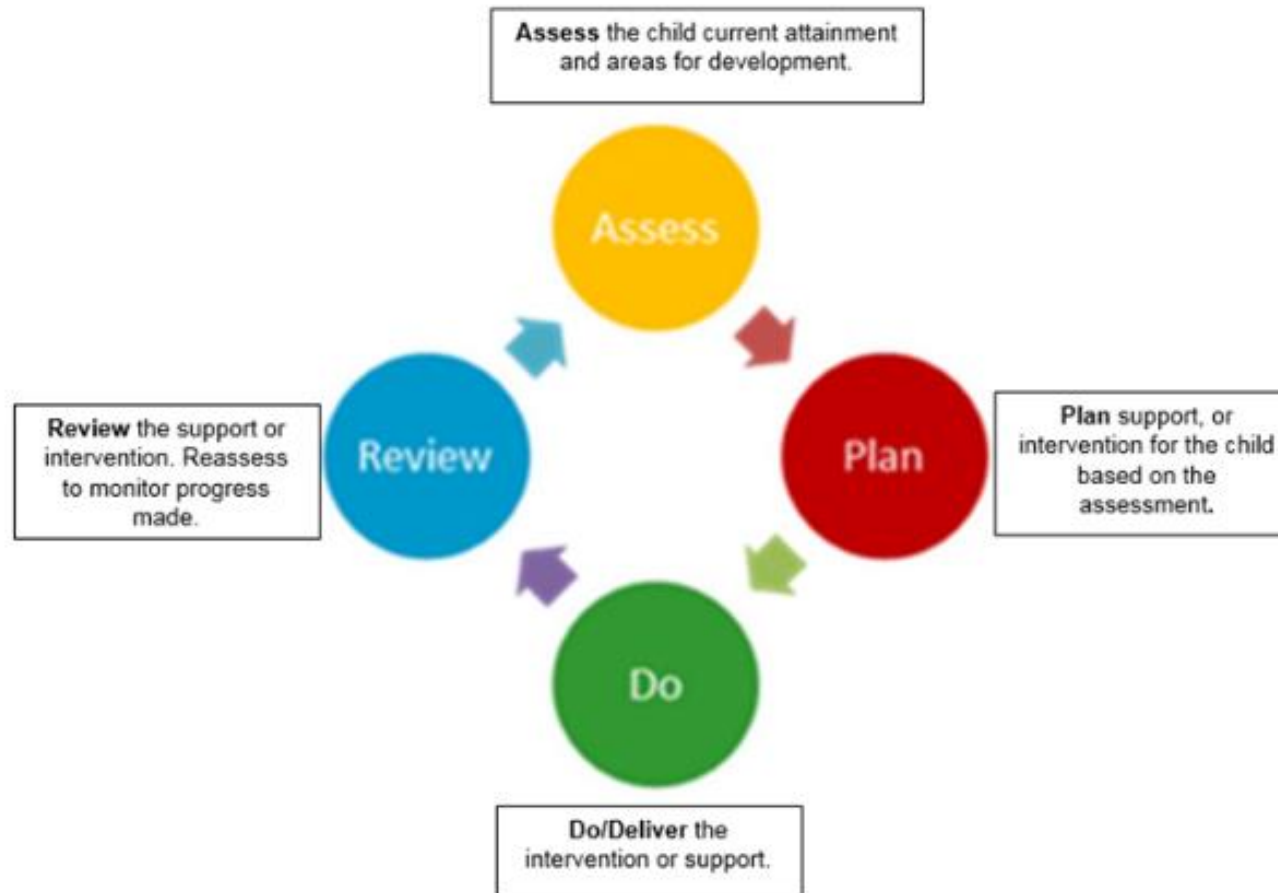 Assess the child current attainment
and areas for development.
Assess
Review the support or
intervention. Reassess
to monitor progress
made.
Review
Plan
Plan support, or
intervention for the child
based on the
assessment.
Do
Do/Deliver the
intervention or support.